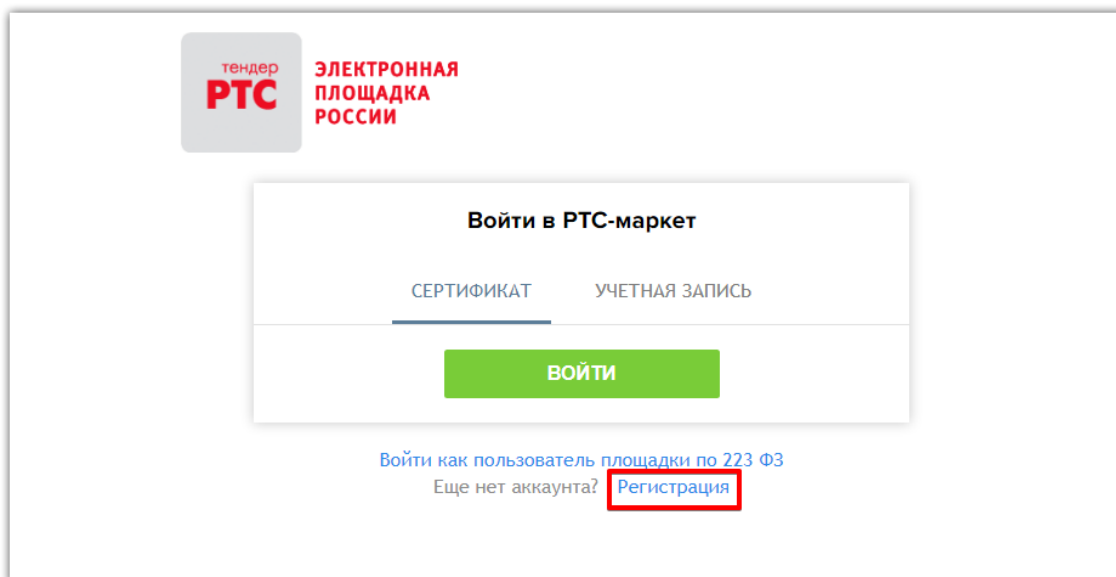 тендер
РТС
ЭЛЕКТРОННАЯ
ПЛОЩАДКА
РОССИИ
Войти в РТС-маркет
СЕРТИФИКАТ УЧЕТНАЯ ЗАПИСЬ
ВОЙТИ
Войти как пользователь площадки по 223 ФЗ
Еще нет аккаунта? Регистрация